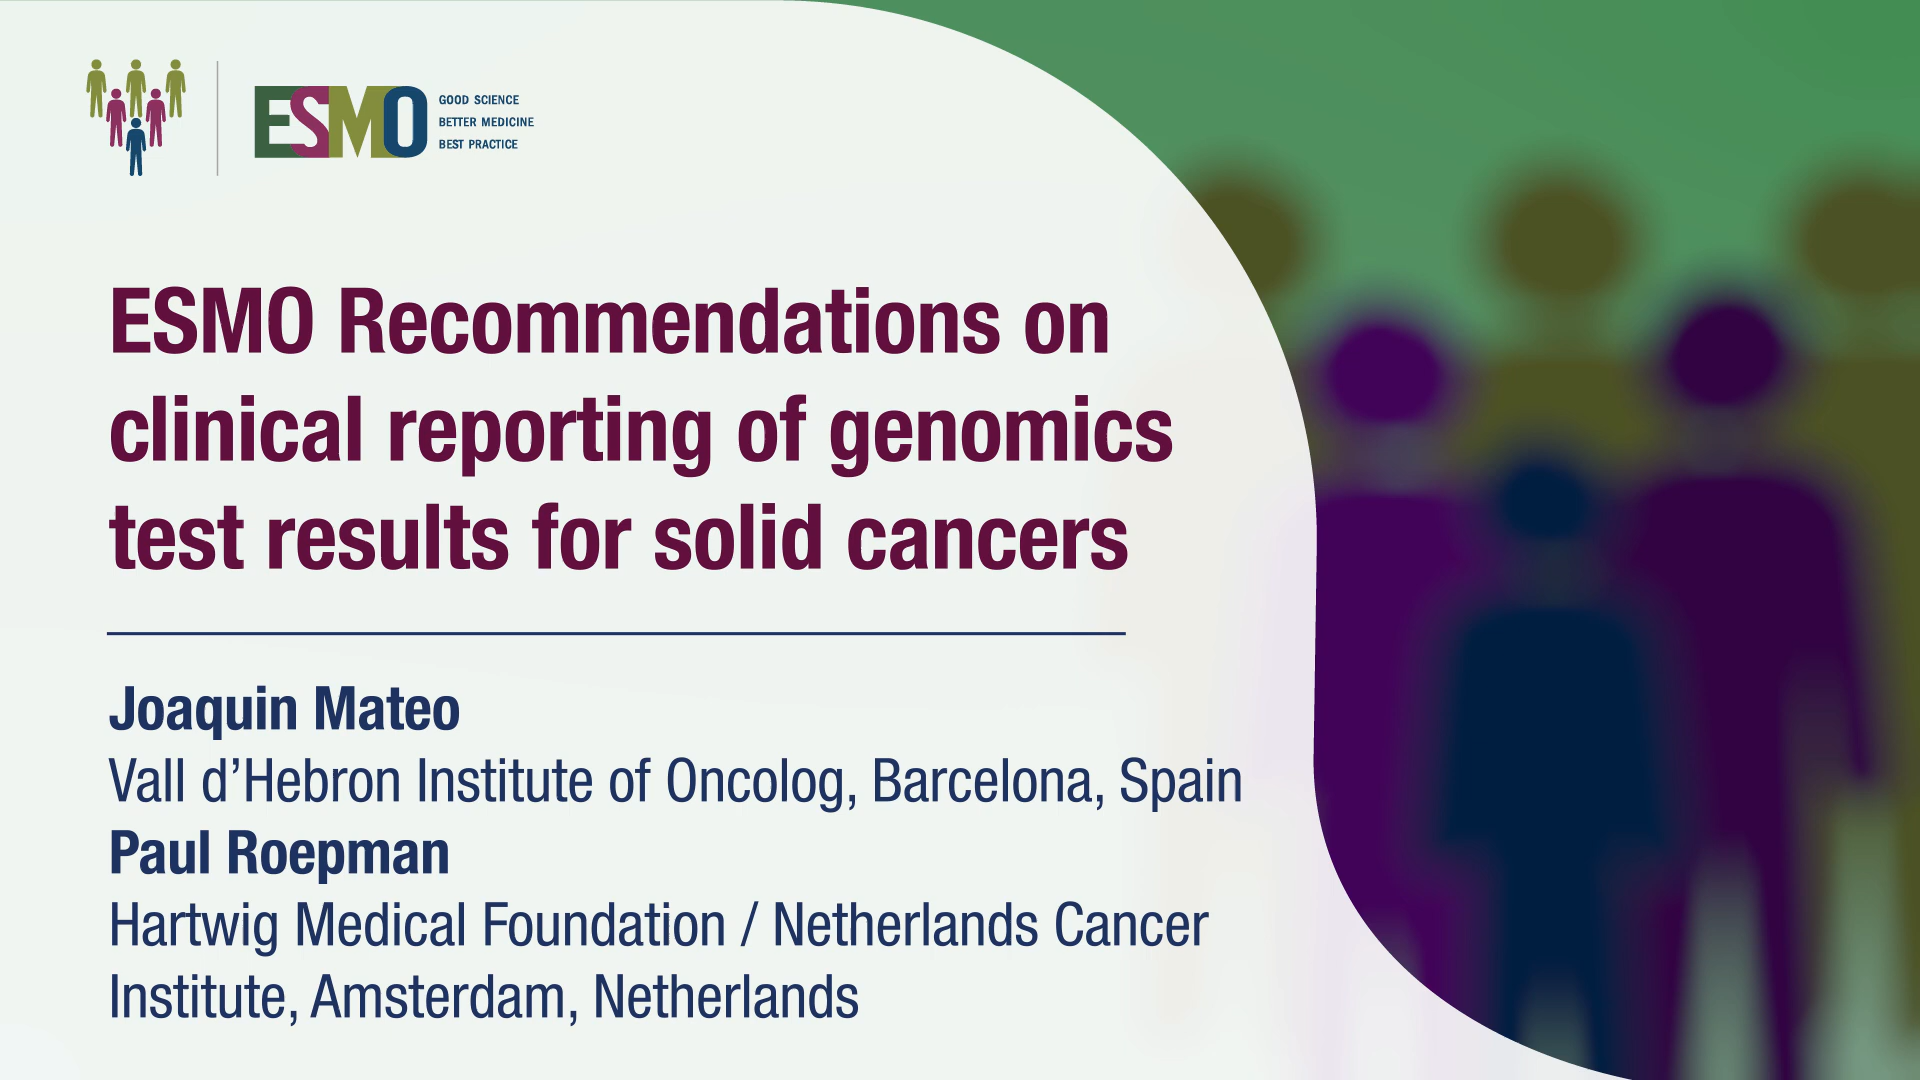 ESMO
GOOD SCIENCE
BETTER MEDICINE
BEST PRACTICE
ESMO Recommendations on
clinical reporting of genomics
test results for solid cancers
Joaquin Mateo
Vall d’Hebron Institute of Oncolog, Barcelona, Spain
Paul Roepman
Hartwig Medical Foundation / Netherlands Cancer
Institute, Amsterdam, Netherlands